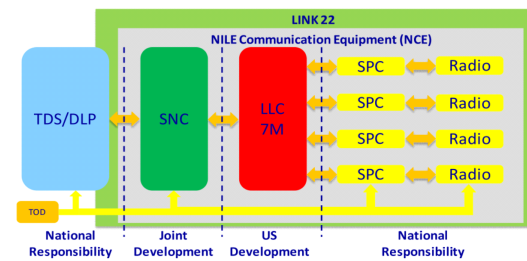 LINK 22
NILE Communication Equipment (NCE)
TDS/DLP
SNC
LLC
7M
SPC
Radio
SPC
Radio
SPC
Radio
SPC
Radio
TOD
National
Responsibility
Joint
Development
US
Development
National
Responsibility